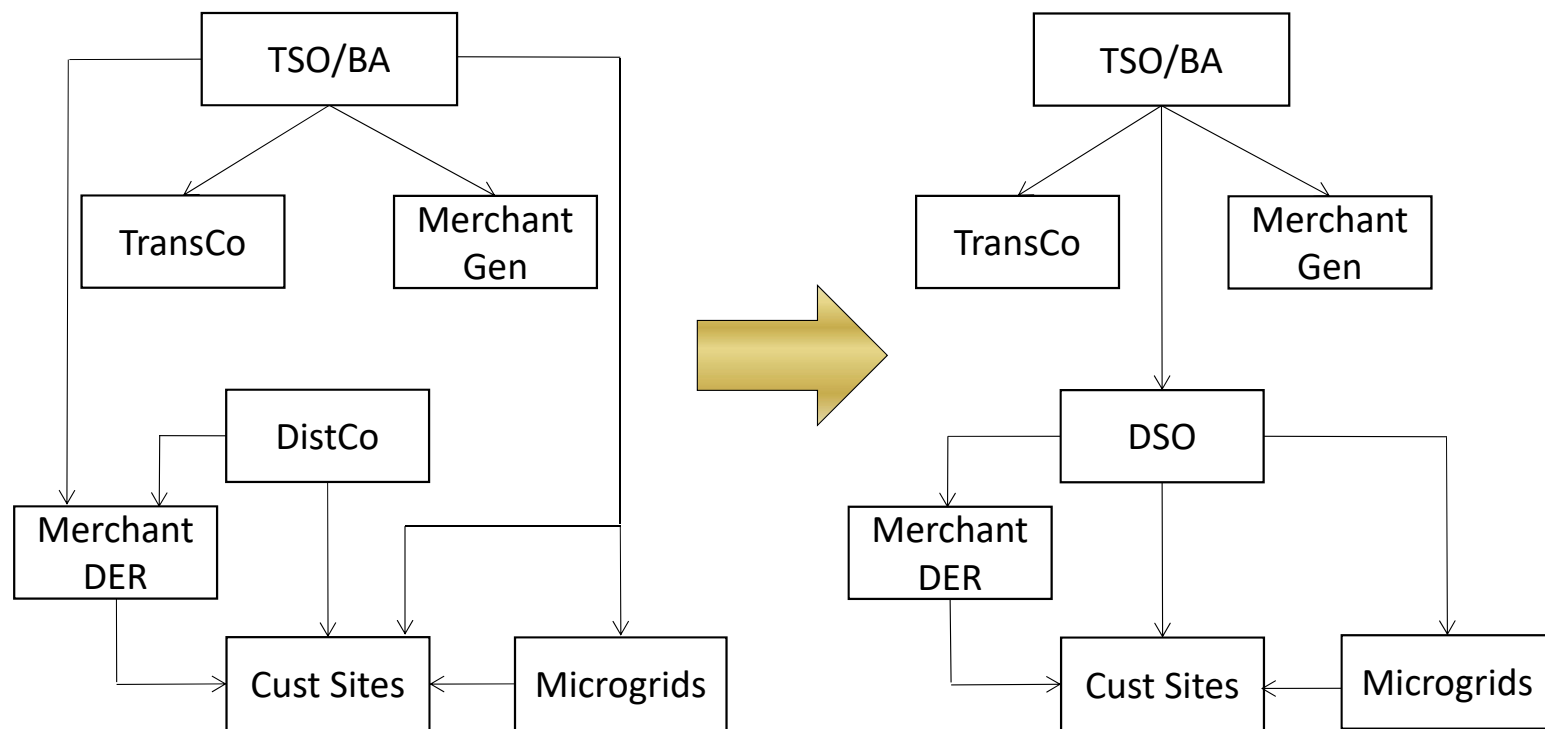 TSO/BA
TransCo
Merchant
Gen
DistCo
Merchant
DER
Cust Sites
Microgrids
TSO/BA
TransCo
Merchant
Gen
DSO
Merchant
DER
Cust Sites
Microgrids